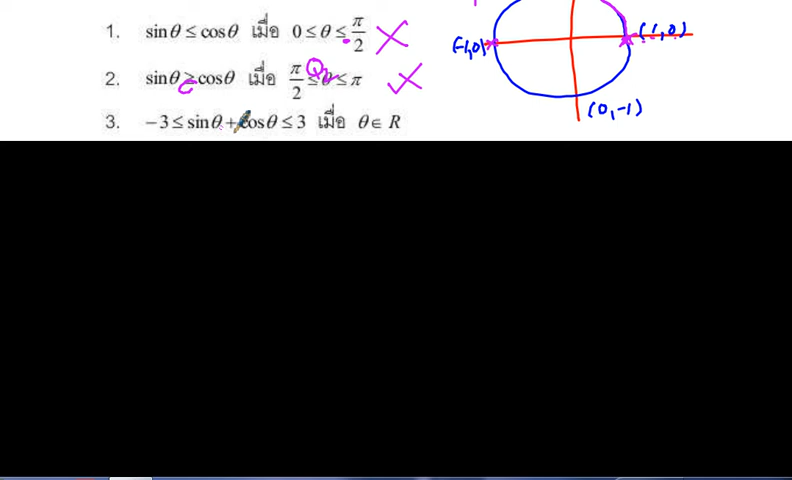 1. sinθ ≤ cosθ เมื่อ 0 ≤ θ ≤ π/2
(-1,0)
(1,0)
2. sinθ ≥ cosθ เมื่อ π/2 ≤ θ ≤ π
(0,-1)
3. −3 ≤ sinθ + cosθ ≤ 3 เมื่อ θ ∈ R